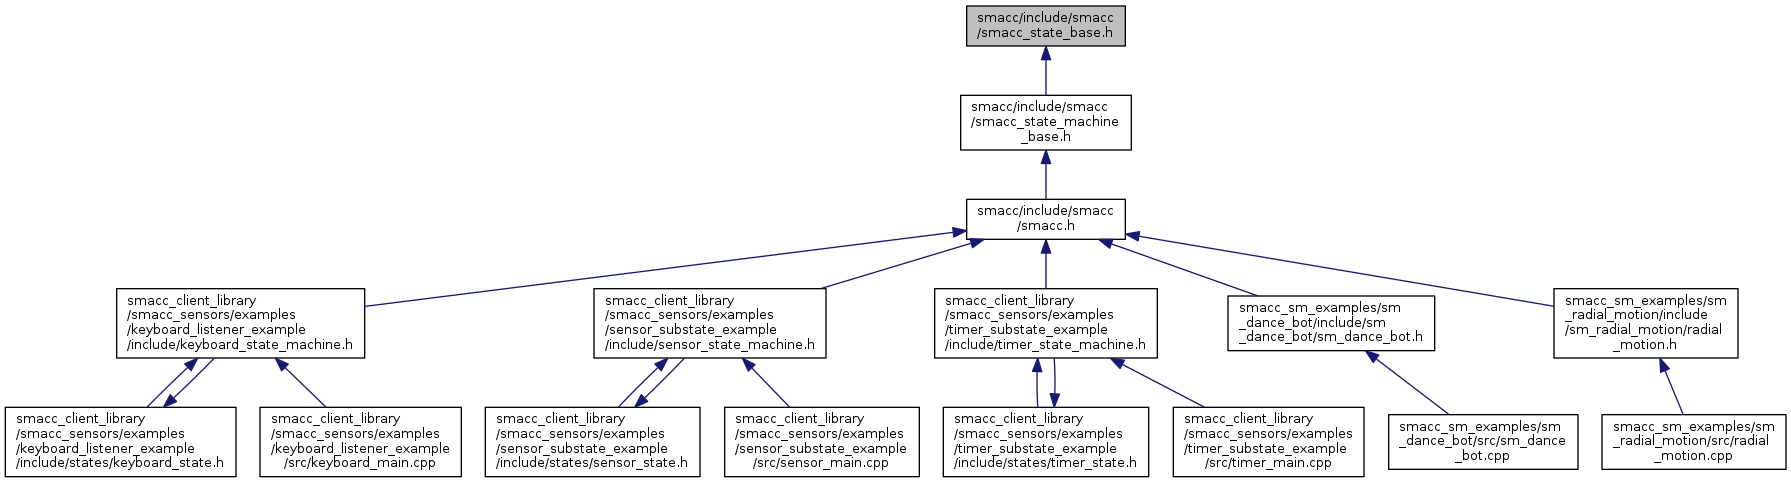 smacc/include/smacc
/smacc_state_base.h
smacc/include/smacc
/smacc_state_machine
_base.h
smacc/include/smacc
/smacc.h
smacc_client_library
/smacc_sensors/examples
/keyboard_listener_example
/include/keyboard_state_machine.h
smacc_client_library
/smacc_sensors/examples
/sensor_substate_example
/include/sensor_state_machine.h
smacc_client_library
/smacc_sensors/examples
/timer_substate_example
/include/timer_state_machine.h
smacc_sm_examples/sm
_dance_bot/include/sm
_dance_bot/sm_dance_bot.h
smacc_sm_examples/sm
_radial_motion/include
/sm_radial_motion/radial
_motion.h
smacc_client_library
/smacc_sensors/examples
/keyboard_listener_example
/include/states/keyboard_state.h
smacc_client_library
/smacc_sensors/examples
/keyboard_listener_example
/src/keyboard_main.cpp
smacc_client_library
/smacc_sensors/examples
/sensor_substate_example
/include/states/sensor_state.h
smacc_client_library
/smacc_sensors/examples
/sensor_substate_example
/src/sensor_main.cpp
smacc_client_library
/smacc_sensors/examples
/timer_substate_example
/include/states/timer_state.h
smacc_client_library
/smacc_sensors/examples
/timer_substate_example
/src/timer_main.cpp
smacc_sm_examples/sm
_dance_bot/src/sm_dance
_bot.cpp
smacc_sm_examples/sm
_radial_motion/src/radial
_motion.cpp